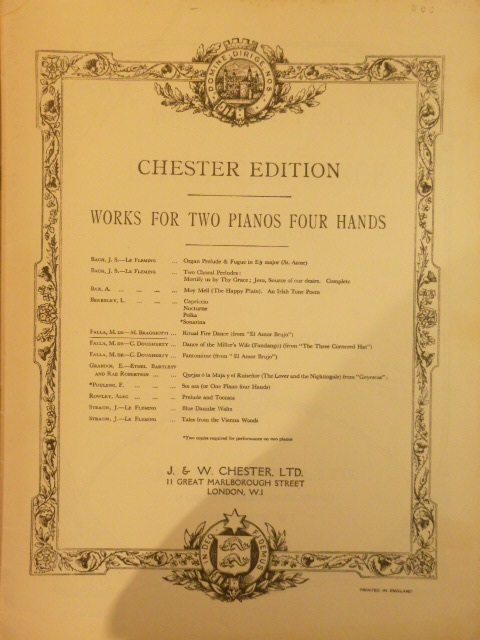 DOMINE DIRIGE NOS
CHESTER EDITION
WORKS FOR TWO PIANOS FOUR HANDS
BACH, J. S.—LE FLEMING ... Organ Prelude & Fugue in E♭ major (St. Anne)
BACH, J. S.—LE FLEMING ... Two Choral Preludes:
Mortify us by Thy Grace; Jesu, Source of our desire. Complete
BAX, A. ... ... ... ... Moy Mell (The Happy Plain). An Irish Tone Poem
BERKELEY, L. ... ... ... Capriccio
Nocturne
Polka
*Sonatina
FALLA, M. DE—M. BRAGGIOTTI ... Ritual Fire Dance (from "El Amor Brujo")
FALLA, M. DE—C. DOUGHERTY ... Dance of the Miller's Wife (Fandango) (from "The Three Cornered Hat")
FALLA, M. DE—C. DOUGHERTY ... Pantomime (from "El Amor Brujo")
GRANADOS, E.—ETHEL BARTLETT
AND RAE ROBERTSON ... ... Quejas ó la Maja y el Ruiseñor (The Lover and the Nightingale) from "Goyescas".
*POULENC, F. ... ... ... Sonata (or One Piano four Hands)
ROWLEY, ALEC ... ... ... Prelude and Toccata
STRAUSS, J.—LE FLEMING ... Blue Danube Waltz
STRAUSS, J.—LE FLEMING ... Tales from the Vienna Woods
*Two copies required for performance on two pianos
J. & W. CHESTER, LTD.
11 GREAT MARLBOROUGH STREET
LONDON, W.1
PRINTED IN ENGLAND